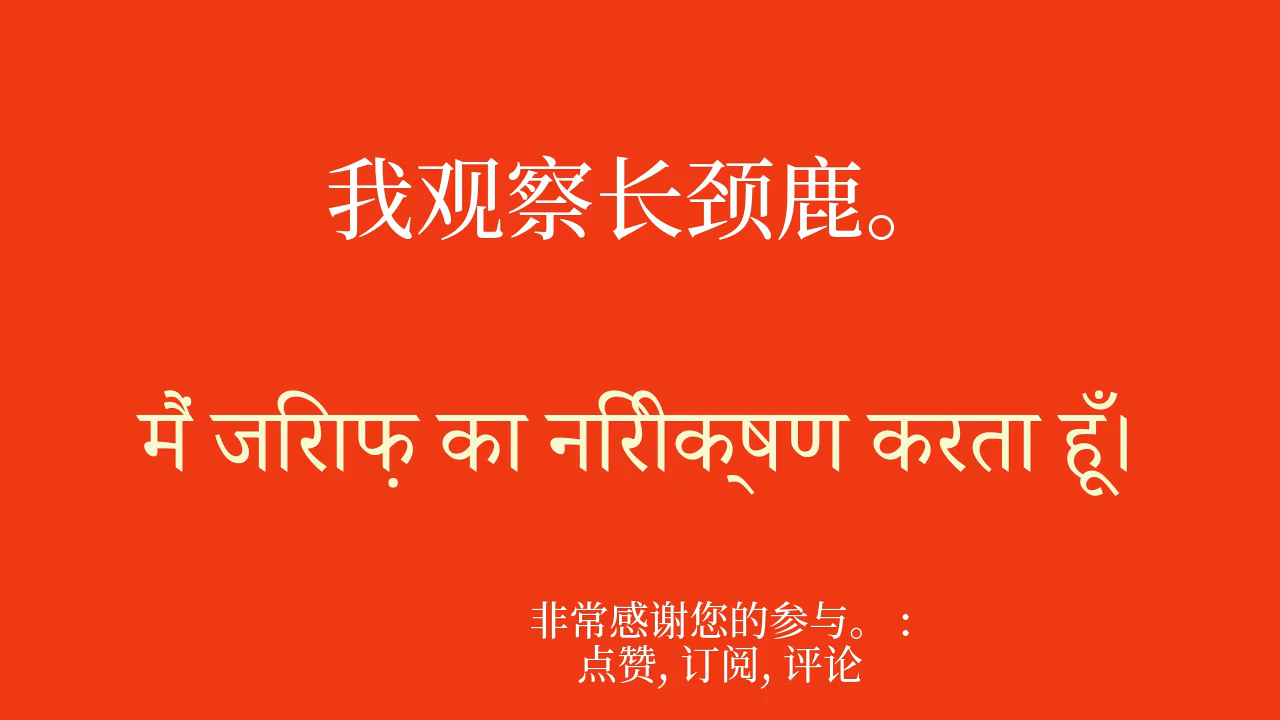 我观察长颈鹿。
मैं जिराफ़ का निरीक्षण करता हूँ।
非常感谢您的参与。 :
点赞, 订阅, 评论